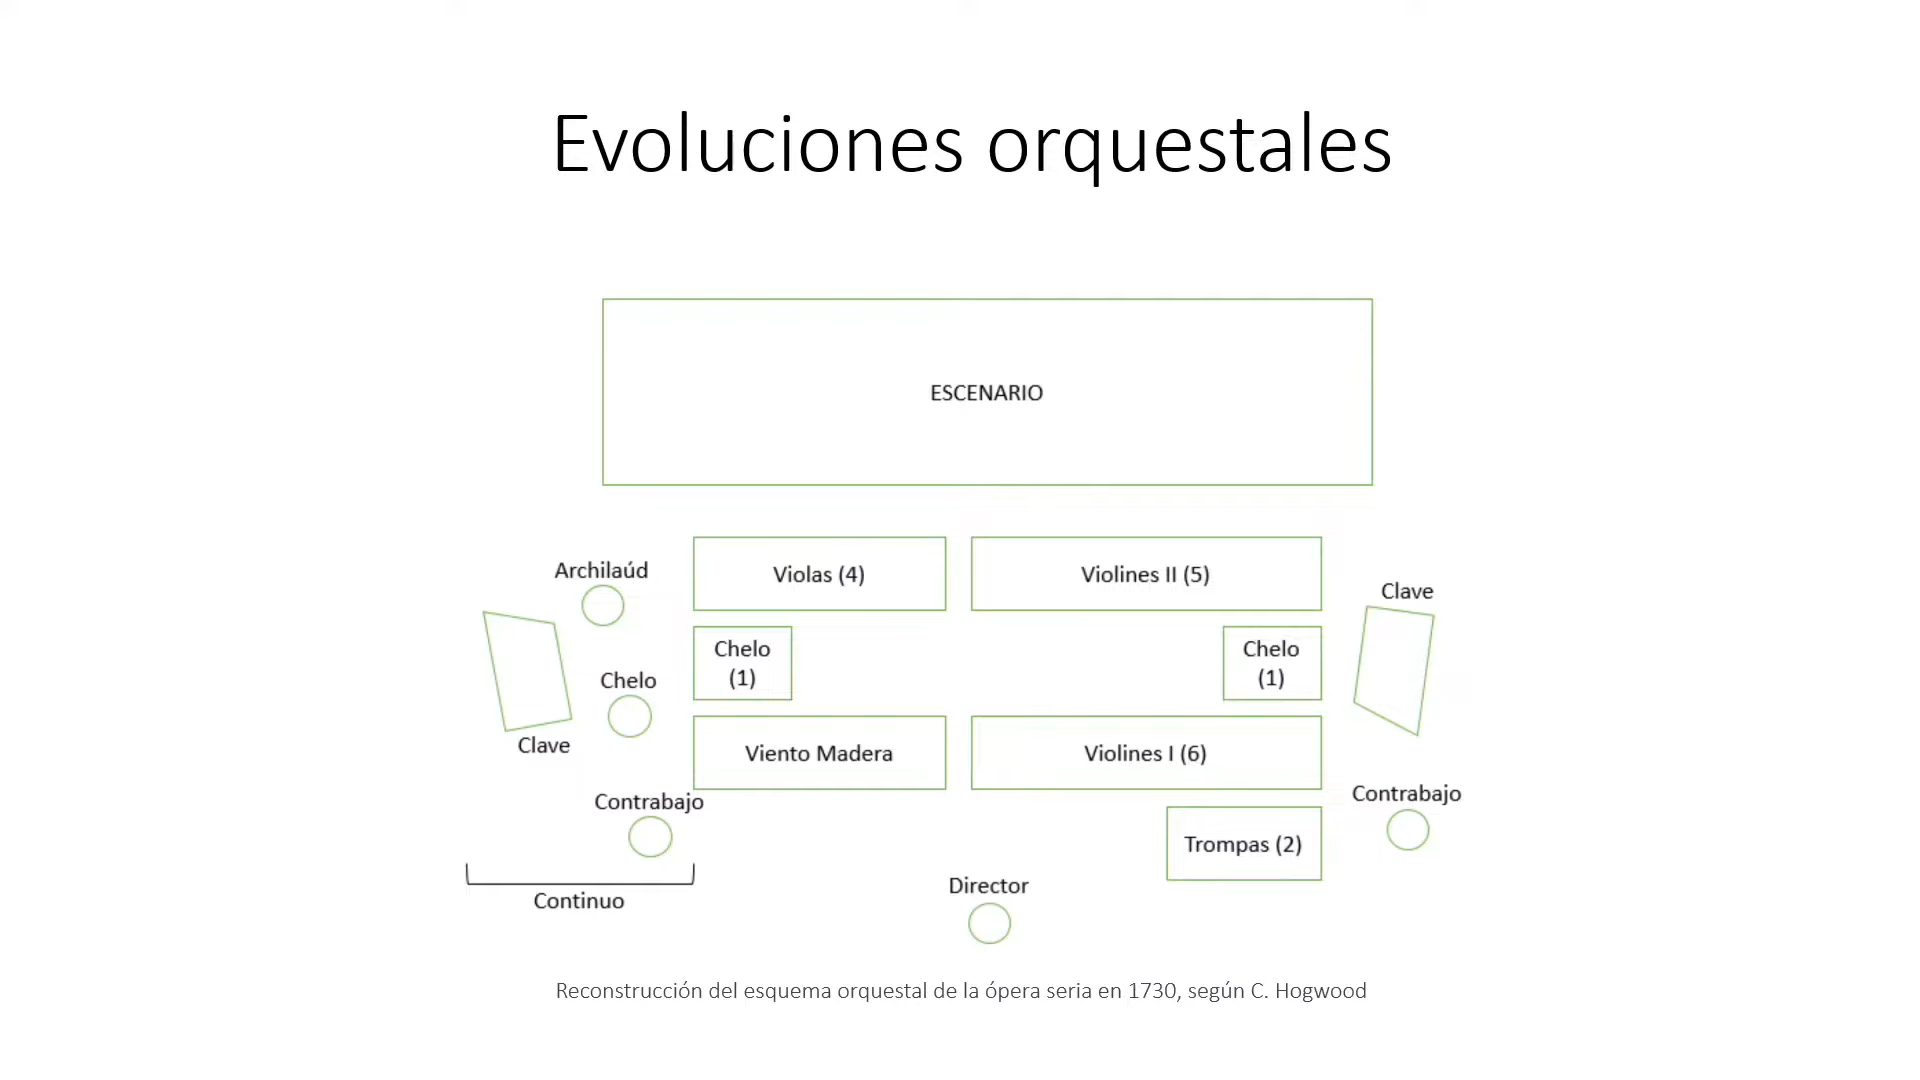 Evoluciones orquestales
ESCENARIO
Archilaúd
Violas (4)
Violines II (5)
Clave
Chelo
(1)
Chelo
(1)
Chelo
Clave
Viento Madera
Violines I (6)
Contrabajo
Contrabajo
Trompas (2)
Continuo
Director
Reconstrucción del esquema orquestal de la ópera seria en 1730, según C. Hogwood